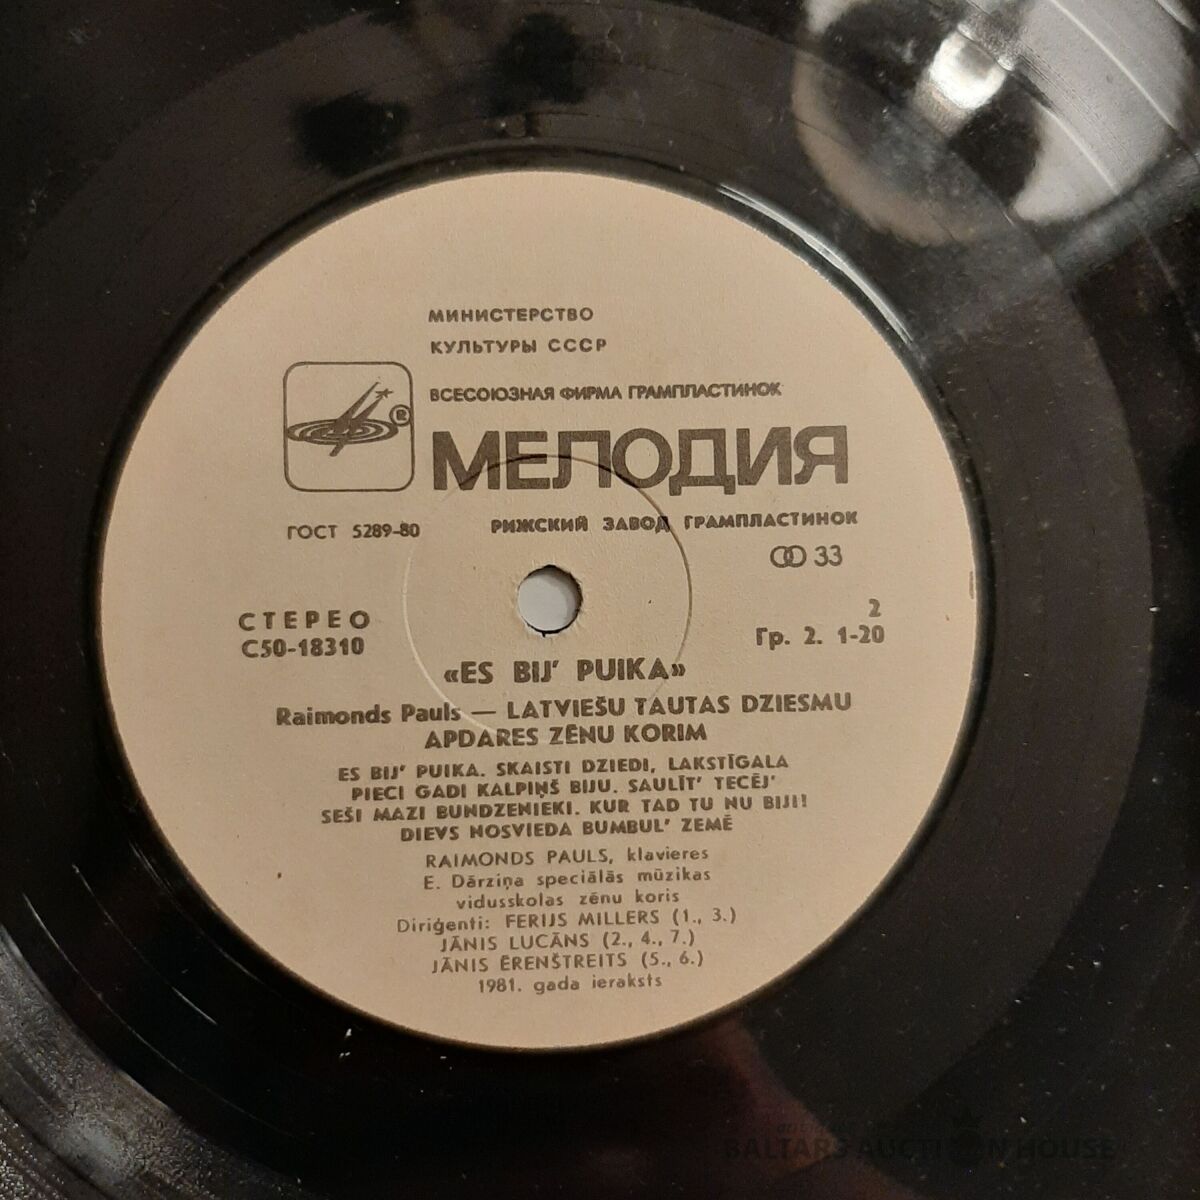 МИНИСТЕРСТВО
КУЛЬТУРЫ СССР
ВСЕСОЮЗНАЯ ФИРМА ГРАМПЛАСТИНОК
МЕЛОДИЯ
ГОСТ 5289-80
РИЖСКИЙ ЗАВОД ГРАМПЛАСТИНОК
33
СТЕРЕО
2
С50-18310
Гр. 2. 1-20
«ES BIJ' PUIKA»
Raimonds Pauls — LATVIEŠU TAUTAS DZIESMU
APDARES ZĒNU KORIM
ES BIJ' PUIKA. SKAISTI DZIEDI, LAKSTĪGALA
PIECI GADI KALPIŅŠ BIJU. SAULĪT' TECĒJ'
SEŠI MAZI BUNDZENIEKI. KUR TAD TU NU BIJI!
DIEVS NOSVIEDA BUMBUL' ZEMĒ
RAIMONDS PAULS, klavieres
E. Dārziņa speciālās mūzikas
vidusskolas zēnu koris
Diriģenti: FERIJS MILLERS (1., 3.)
JĀNIS LUCĀNS (2., 4., 7.)
JĀNIS ĒRENŠTREITS (5., 6.)
1981. gada ieraksts
BALTARS AUCTION HOUSE